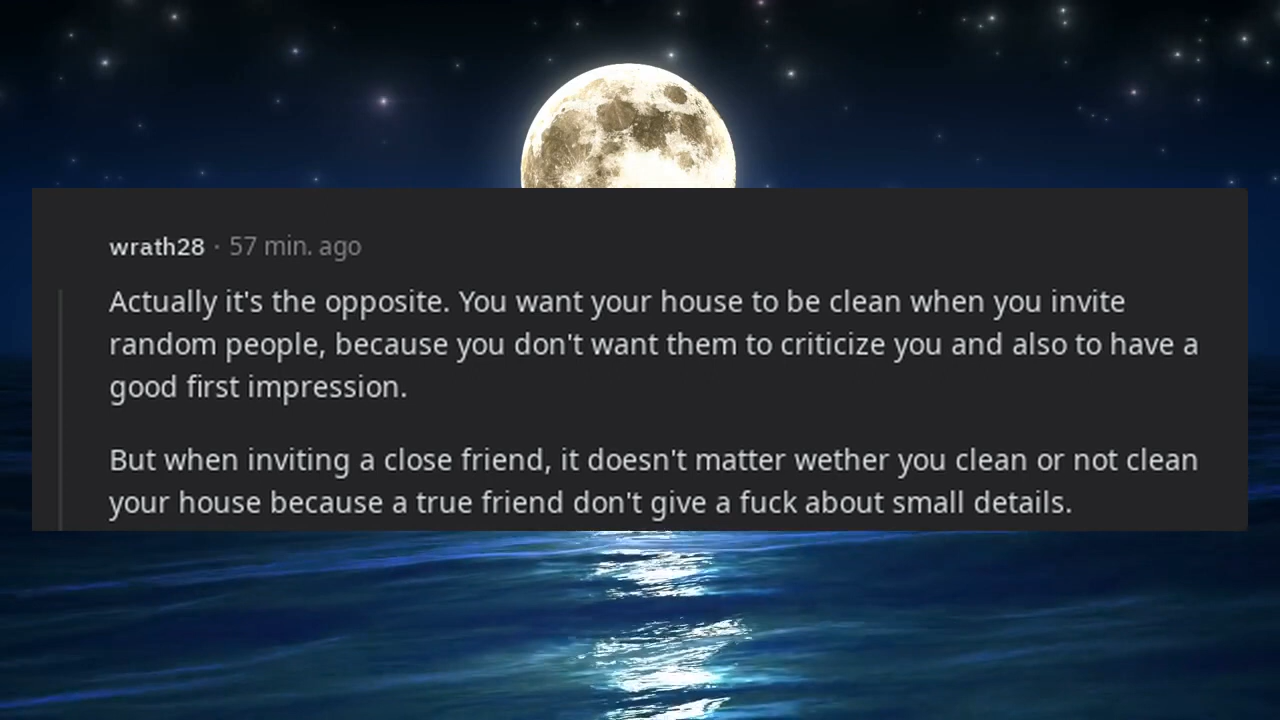 wrath28 · 57 min. ago
Actually it's the opposite. You want your house to be clean when you invite
random people, because you don't want them to criticize you and also to have a
good first impression.
But when inviting a close friend, it doesn't matter wether you clean or not clean
your house because a true friend don't give a fuck about small details.